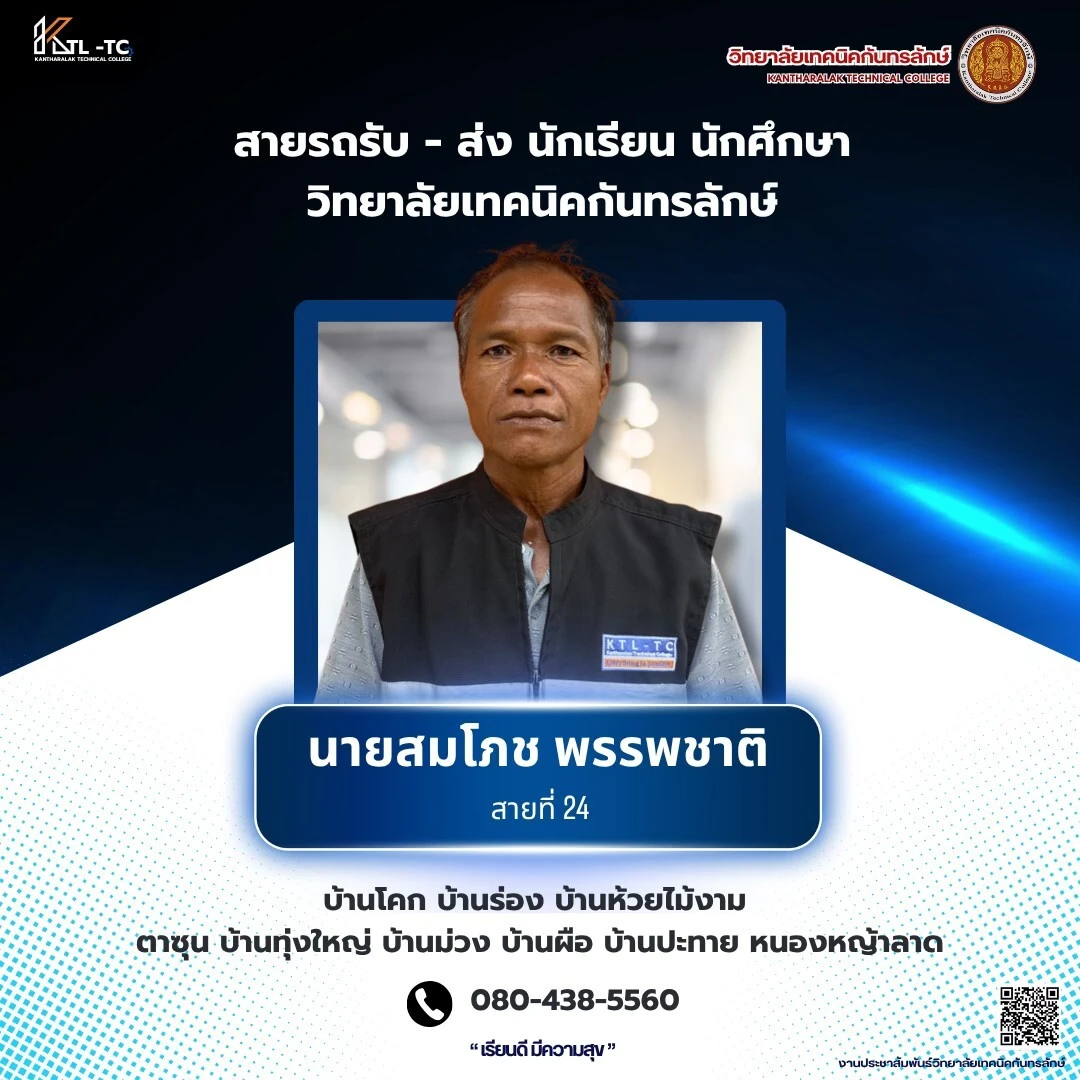 KTL -TC
KANTHARALAK TECHNICAL COLLEGE
วิทยาลัยเทคนิคกันทรลักษ์
KANTHARALAK TECHNICAL COLLEGE
สายรถรับ - ส่ง นักเรียน นักศึกษา
วิทยาลัยเทคนิคกันทรลักษ์
KTL-TC
Kantharalak Technical College
นายสมโภช พรรพชาติ
สายที่ 24
บ้านโคก บ้านร่อง บ้านห้วยไม้งาม
ตาซุน บ้านทุ่งใหญ่ บ้านม่วง บ้านผือ บ้านปะทาย หนองหญ้าลาด
080-438-5560
“ เรียนดี มีความสุข ”
งานประชาสัมพันธ์วิทยาลัยเทคนิคกันทรลักษ์